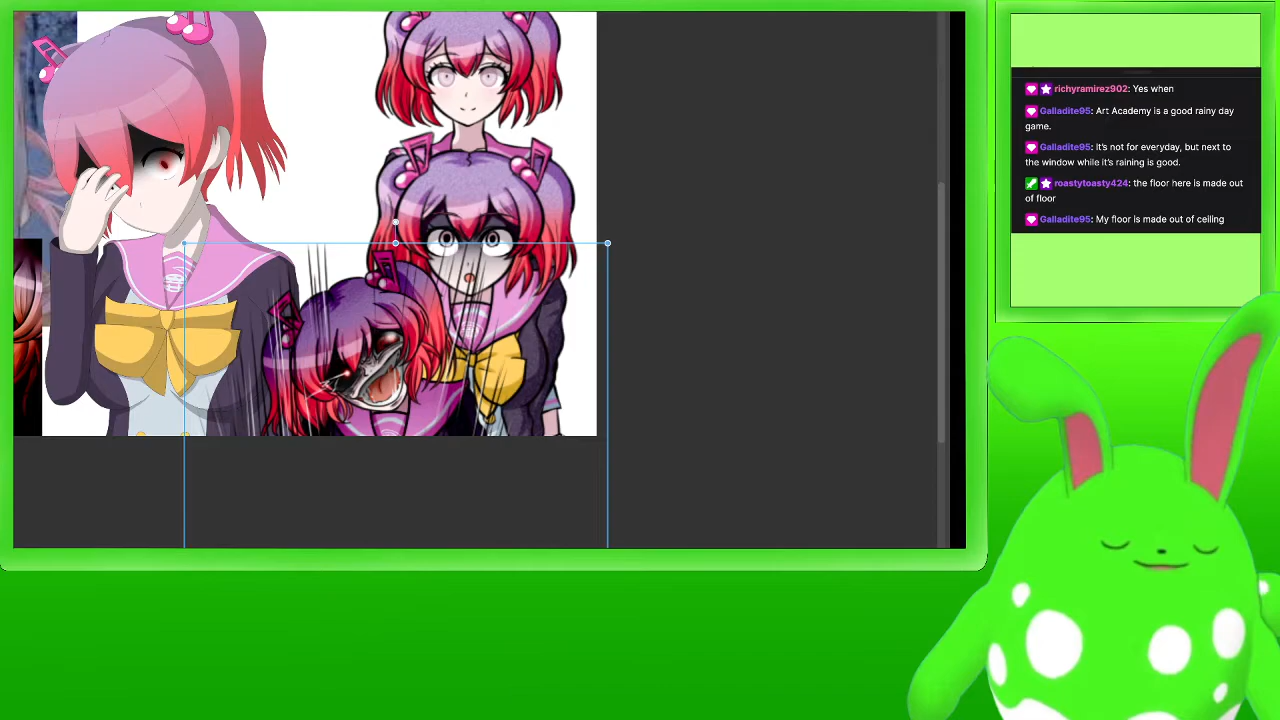 richyramirez902: Yes when
Galladite95: Art Academy is a good rainy day
game.
Galladite95: It's not for everyday, but next to
the window while it's raining is good.
roastytoasty424: the floor here is made out
of floor
Galladite95: My floor is made out of ceiling